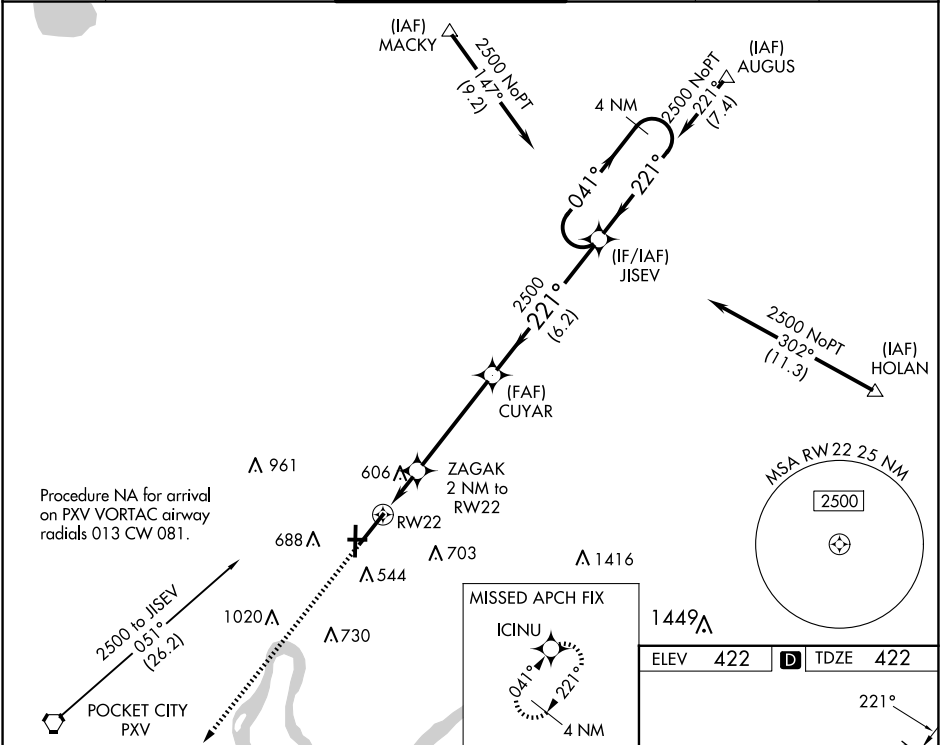 (IAF)
MACKY
2500 NoPT
147°
(9.2)
(IAF)
AUGUS
2500 NoPT
221°
(7.4)
4 NM
041°
221°
(IF/IAF)
JISEV
2500
221°
(6.2)
2500 NoPT
302°
(11.3)
(IAF)
HOLAN
(FAF)
CUYAR
961
606
ZAGAK
2 NM to
RW22
MSA RW22 25 NM
2500
Procedure NA for arrival
on PXV VORTAC airway
radials 013 CW 081.
RW22
688
703
1416
544
2500 to JISEV
051°
(26.2)
1020
730
MISSED APCH FIX
ICINU
041°
221°
4 NM
1449
ELEV 422 D TDZE 422
221°
POCKET CITY
PXV